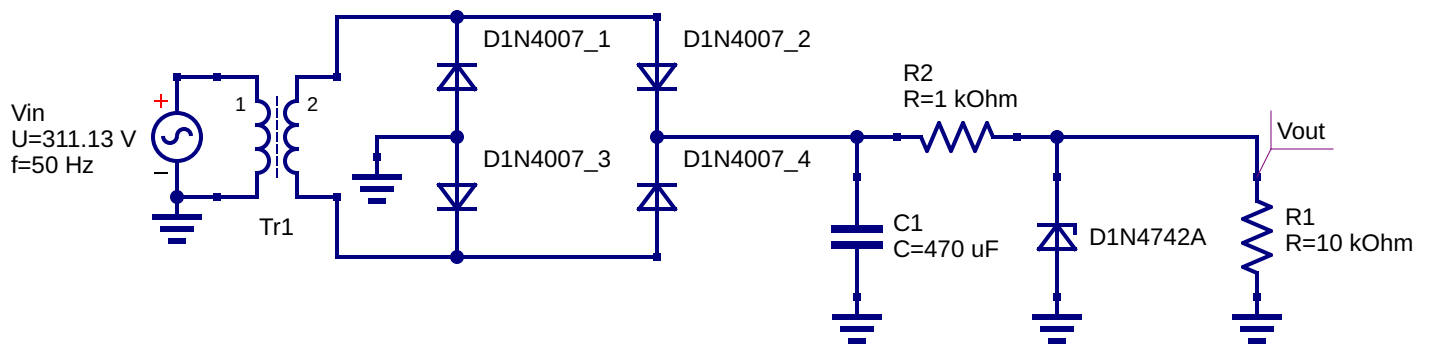 Vin
U=311.13 V
f=50 Hz
+
−
1
2
Tr1
D1N4007_1
D1N4007_2
D1N4007_3
D1N4007_4
R2
R=1 kOhm
C1
C=470 uF
D1N4742A
Vout
R1
R=10 kOhm